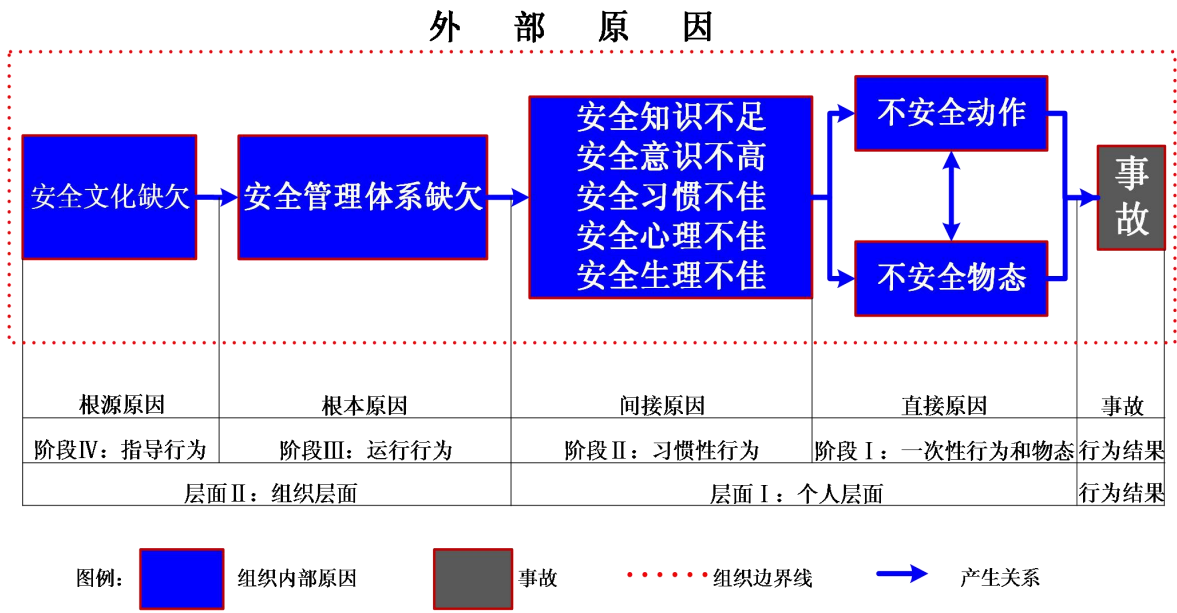 外 部 原 因
安全文化缺欠
安全管理体系缺欠
安全知识不足
安全意识不高
安全习惯不佳
安全心理不佳
安全生理不佳
不安全动作
不安全物态
事故
根源原因 根本原因 间接原因 直接原因 事故
阶段Ⅳ：指导行为 阶段Ⅲ：运行行为 阶段Ⅱ：习惯性行为 阶段Ⅰ：一次性行为和物态 行为结果
层面Ⅱ：组织层面 层面Ⅰ：个人层面 行为结果
图例： 组织内部原因 事故 组织边界线 产生关系